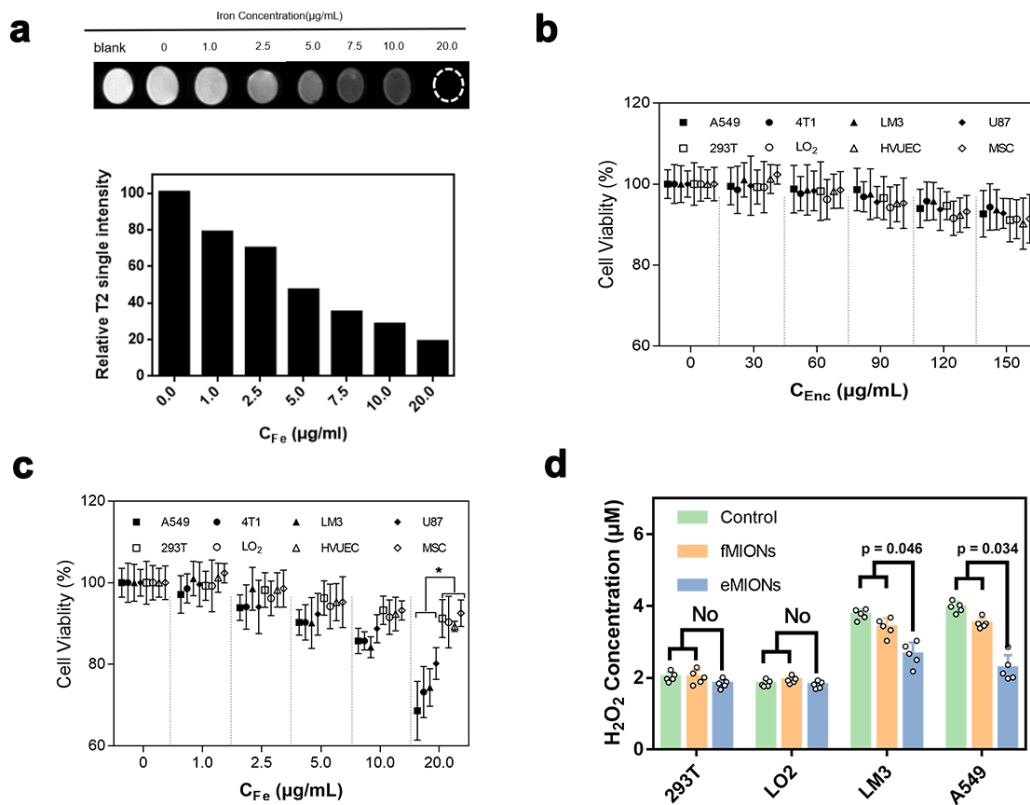 a
Iron Concentration(μg/mL)
blank 0 1.0 2.5 5.0 7.5 10.0 20.0
Relative T2 single intensity
100
80
60
40
20
0
0.0 1.0 2.5 5.0 7.5 10.0 20.0
C_Fe (μg/ml)
b
Cell Viablity (%)
120
100
80
60
A549 4T1 LM3 U87
293T LO₂ HVUEC MSC
0 30 60 90 120 150
C_Enc (μg/mL)
c
Cell Viablity (%)
120
100
80
60
A549 4T1 LM3 U87
293T LO₂ HVUEC MSC
*
0 1.0 2.5 5.0 10.0 20.0
C_Fe (μg/mL)
d
H₂O₂ Concentration (μM)
6
4
2
0
Control
fMIONs
eMIONs
No No p = 0.046 p = 0.034
293T LO2 LM3 A549